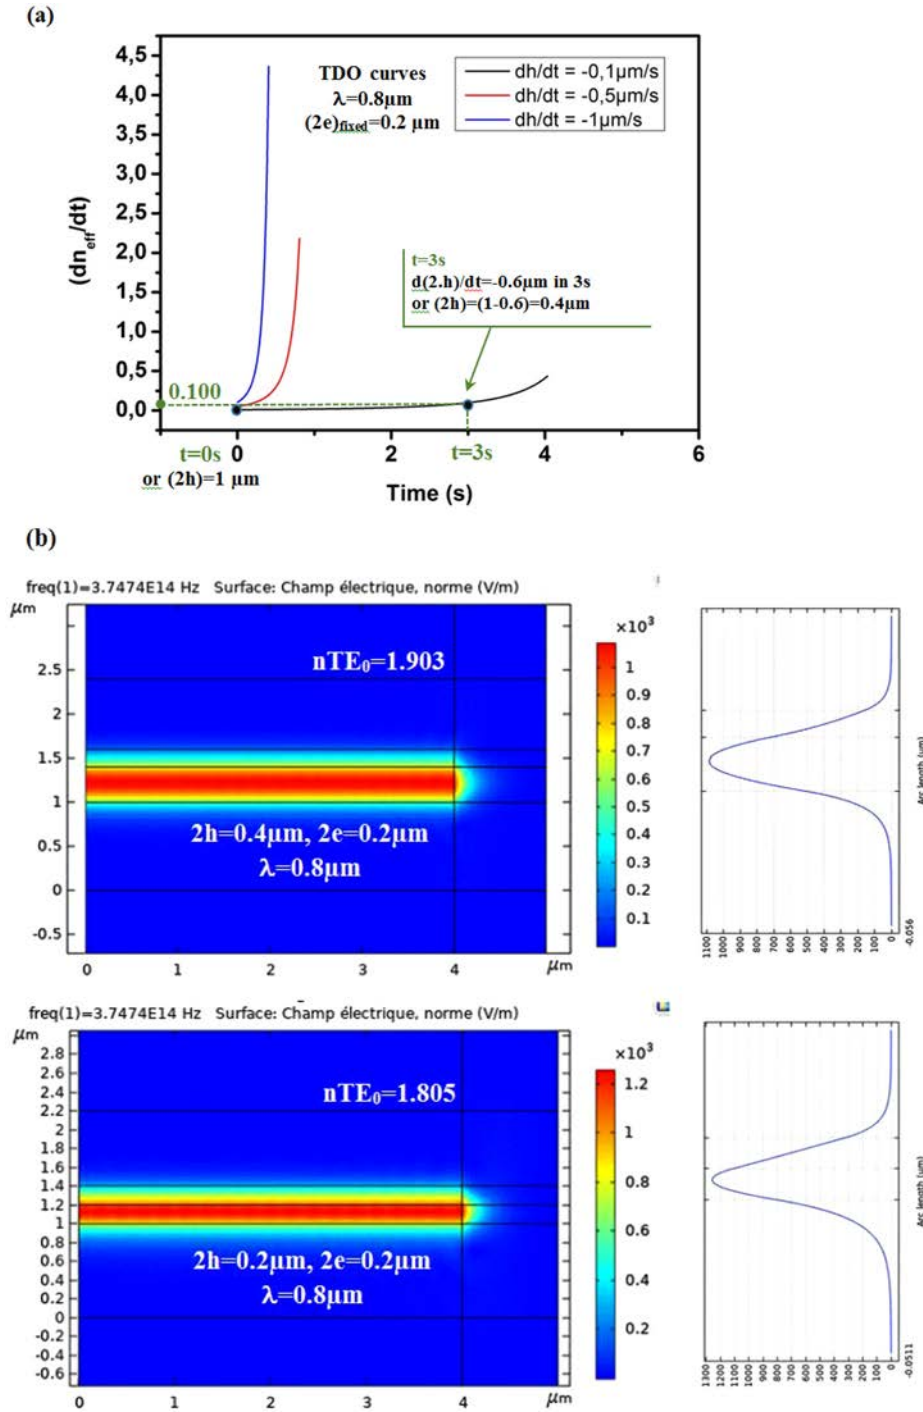 (a)
4,5
4,0
3,5
3,0
2,5
2,0
1,5
1,0
0,5
0,0
(dn_eff/dt)
TDO curves
λ=0.8µm
(2e)fixed=0.2 µm
dh/dt = -0,1µm/s
dh/dt = -0,5µm/s
dh/dt = -1µm/s
t=3s
d(2.h)/dt=-0.6µm in 3s
or (2h)=(1-0.6)=0.4µm
0.100
t=0s
0 2 4 6
or (2h)=1 µm
t=3s
Time (s)
(b)
freq(1)=3.7474E14 Hz Surface: Champ électrique, norme (V/m)
µm
2.5
2
1.5
1
0.5
0
-0.5
nTE₀=1.903
2h=0.4µm, 2e=0.2µm
λ=0.8µm
0 1 2 3 4 µm
×10³
1
0.9
0.8
0.7
0.6
0.5
0.4
0.3
0.2
0.1
Arc length (µm)
-0.056
1100 1000 900 800 700 600 500 400 300 200 100 0
freq(1)=3.7474E14 Hz Surface: Champ électrique, norme (V/m)
µm
2.8
2.6
2.4
2.2
2
1.8
1.6
1.4
1.2
1
0.8
0.6
0.4
0.2
0
-0.2
-0.4
-0.6
nTE₀=1.805
2h=0.2µm, 2e=0.2µm
λ=0.8µm
0 1 2 3 4 µm
×10³
1.2
1
0.8
0.6
0.4
0.2
Arc length (µm)
-0.0511
1300 1200 1100 1000 900 800 700 600 500 400 300 200 100 0